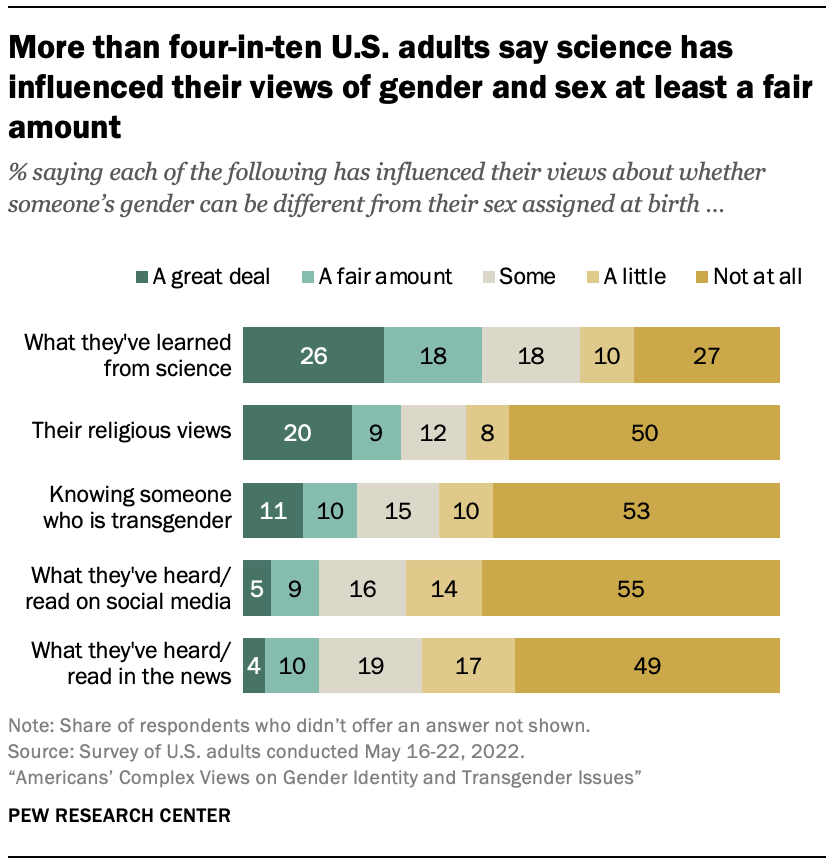 More than four-in-ten U.S. adults say science has
influenced their views of gender and sex at least a fair
amount
% saying each of the following has influenced their views about whether
someone’s gender can be different from their sex assigned at birth ...
A great deal A fair amount Some A little Not at all
What they've learned
from science
26 18 18 10 27
Their religious views
20 9 12 8 50
Knowing someone
who is transgender
11 10 15 10 53
What they've heard/
read on social media
5 9 16 14 55
What they've heard/
read in the news
4 10 19 17 49
Note: Share of respondents who didn’t offer an answer not shown.
Source: Survey of U.S. adults conducted May 16-22, 2022.
“Americans’ Complex Views on Gender Identity and Transgender Issues”
PEW RESEARCH CENTER